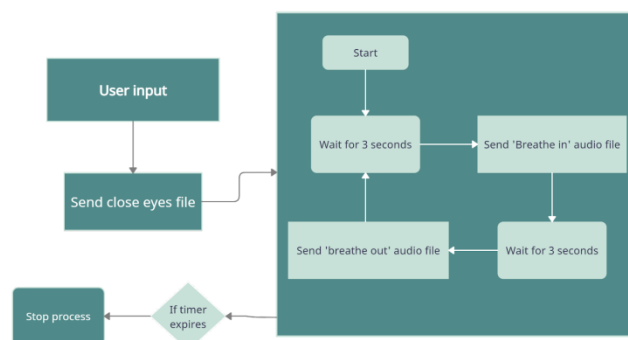 User input
Send close eyes file
Start
Wait for 3 seconds
Send 'Breathe in' audio file
Wait for 3 seconds
Send 'breathe out' audio file
If timer
expires
Stop process